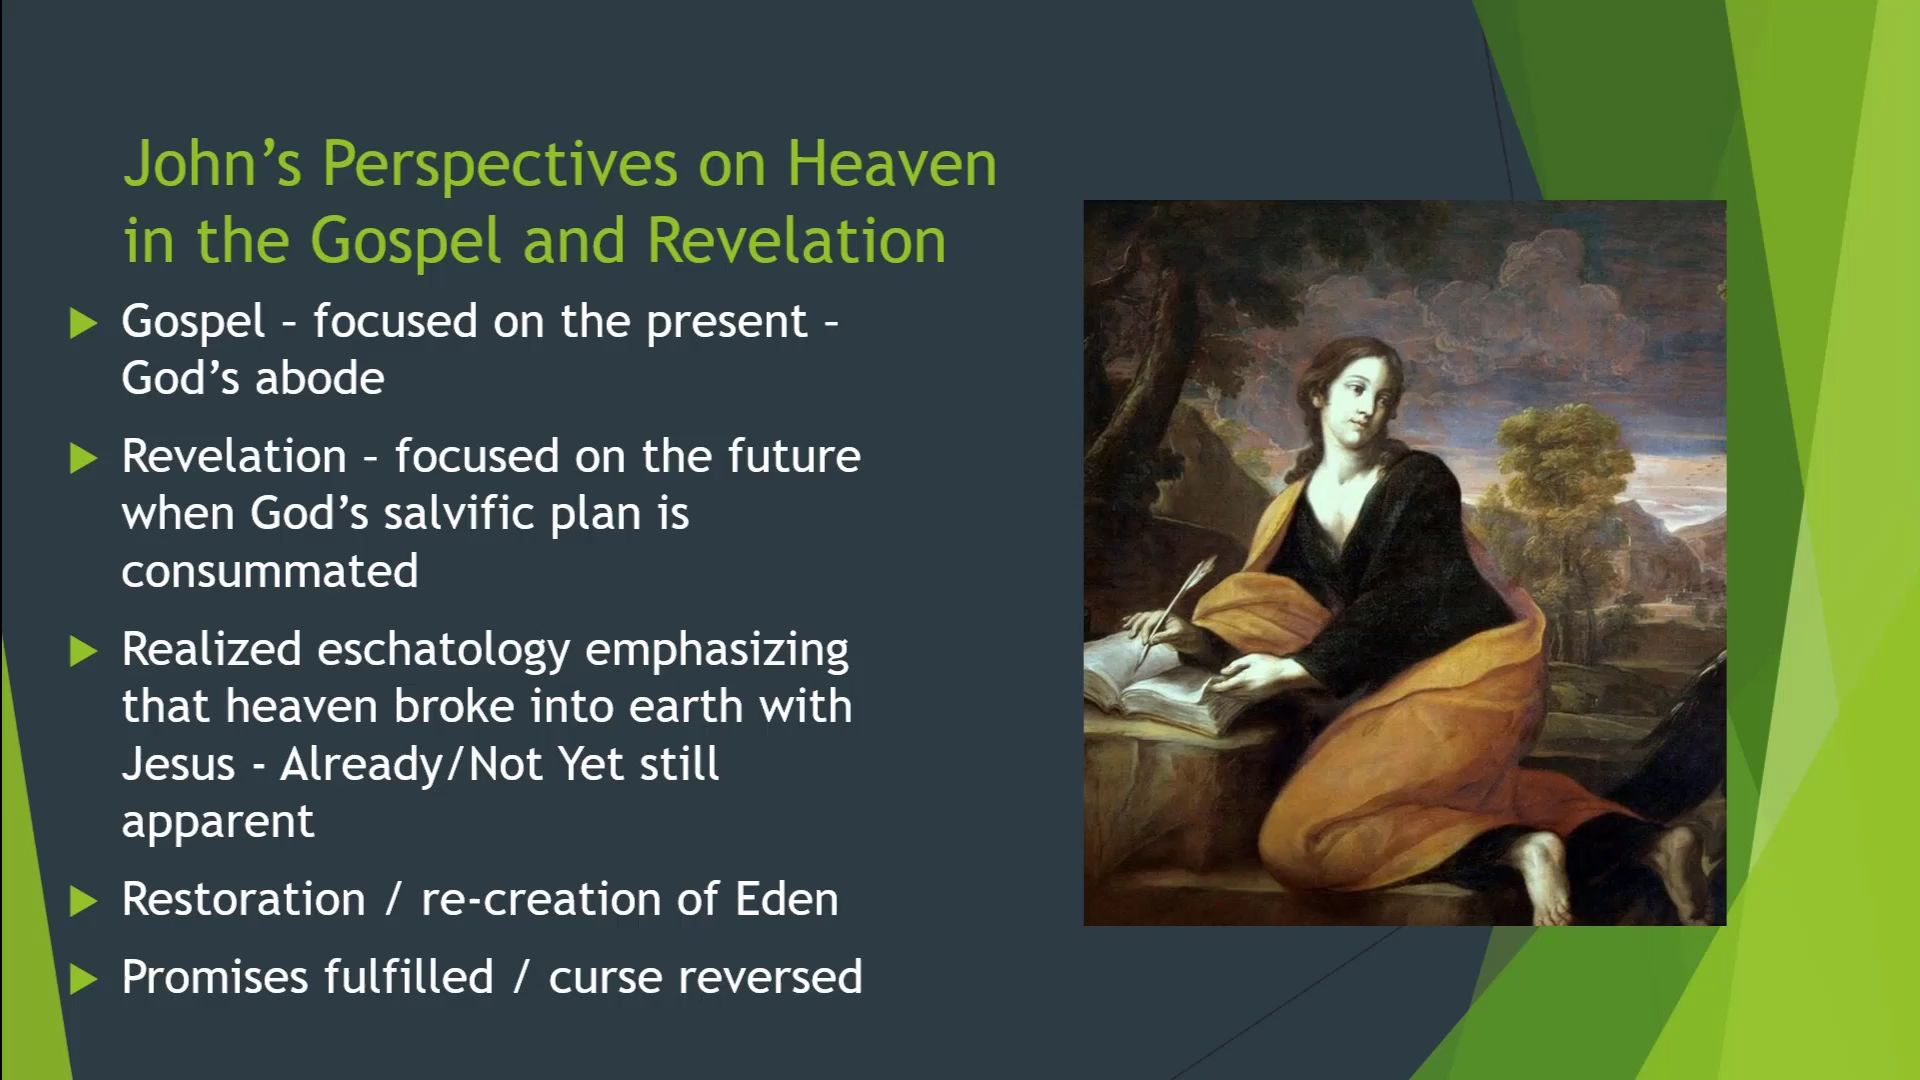 John’s Perspectives on Heaven
in the Gospel and Revelation
Gospel – focused on the present –
God’s abode
Revelation – focused on the future
when God’s salvific plan is
consummated
Realized eschatology emphasizing
that heaven broke into earth with
Jesus - Already/Not Yet still
apparent
Restoration / re-creation of Eden
Promises fulfilled / curse reversed